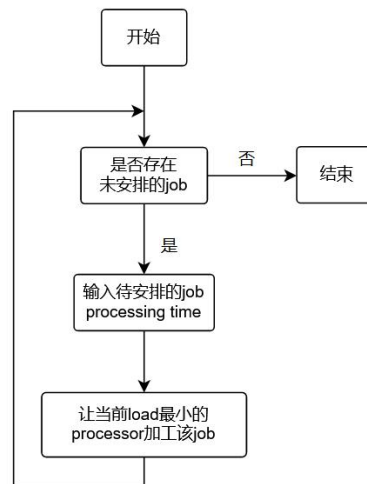 开始
是否存在
未安排的job
否
结束
是
输入待安排的job
processing time
让当前load最小的
processor加工该job